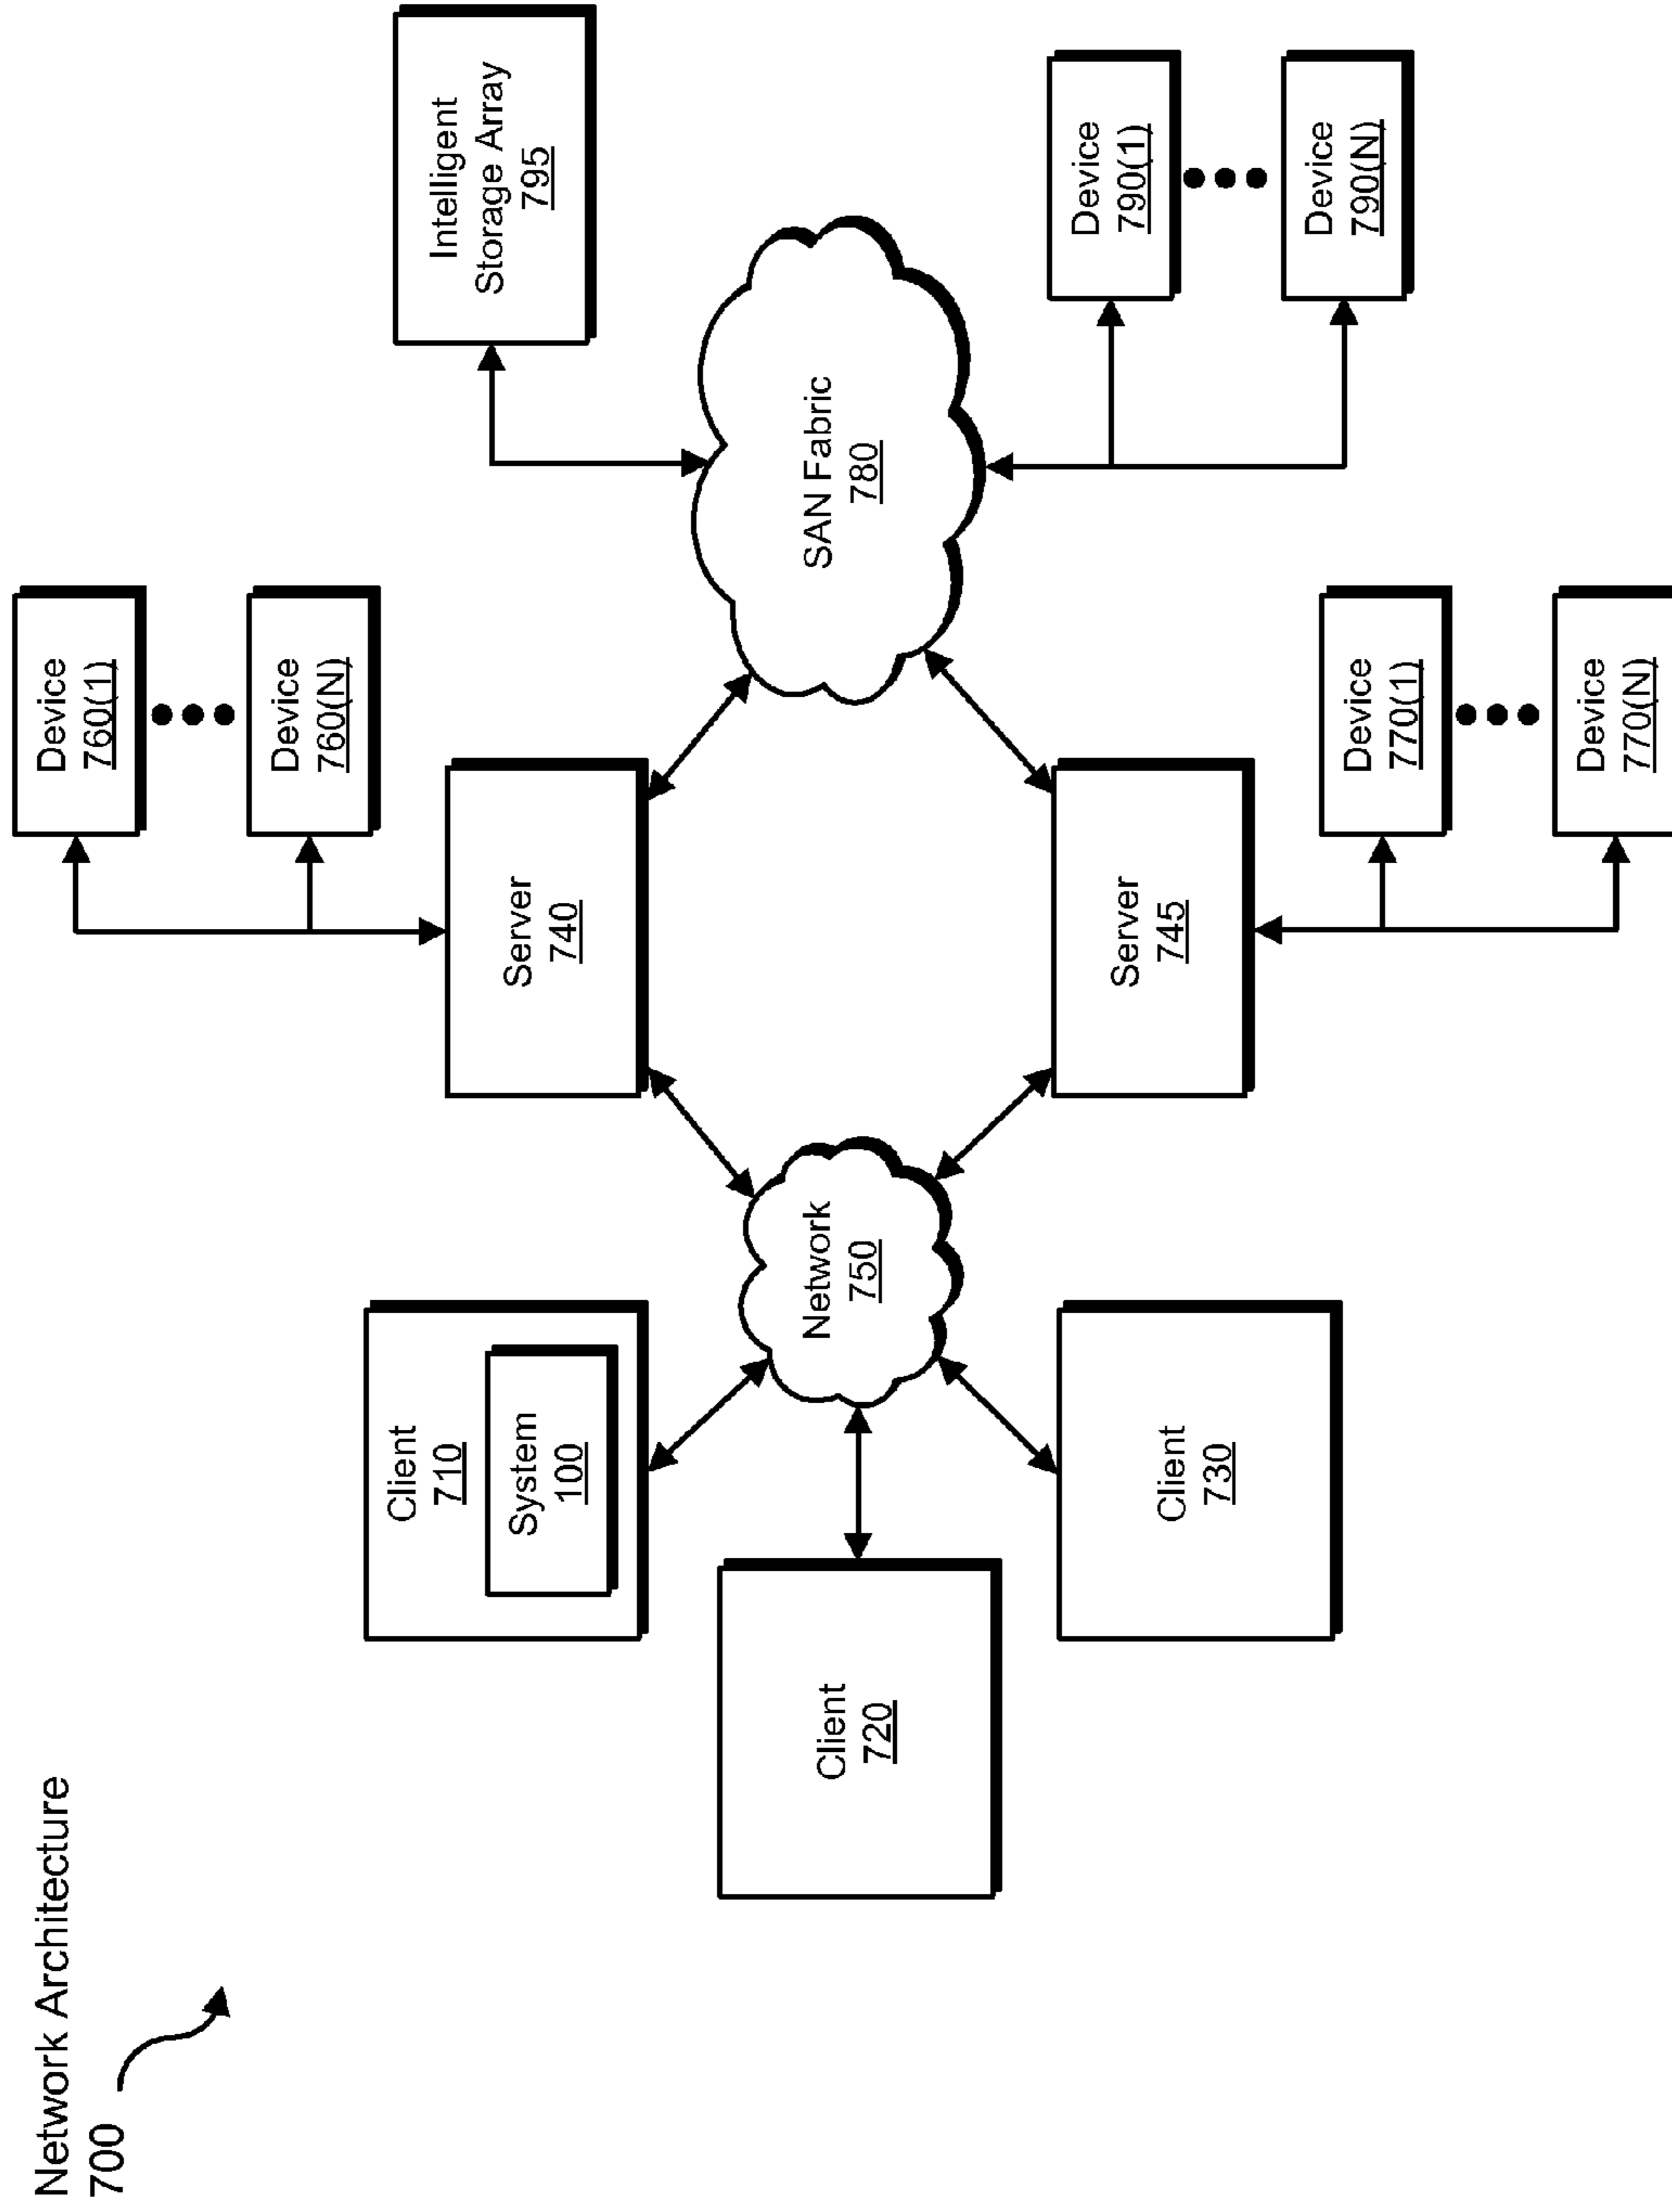 Network Architecture
700
Client
710
System
100
Client
720
Client
730
Network
750
Server
740
Server
745
Device
760(1)
Device
760(N)
Device
770(1)
Device
770(N)
SAN Fabric
780
Intelligent
Storage Array
795
Device
790(1)
Device
790(N)